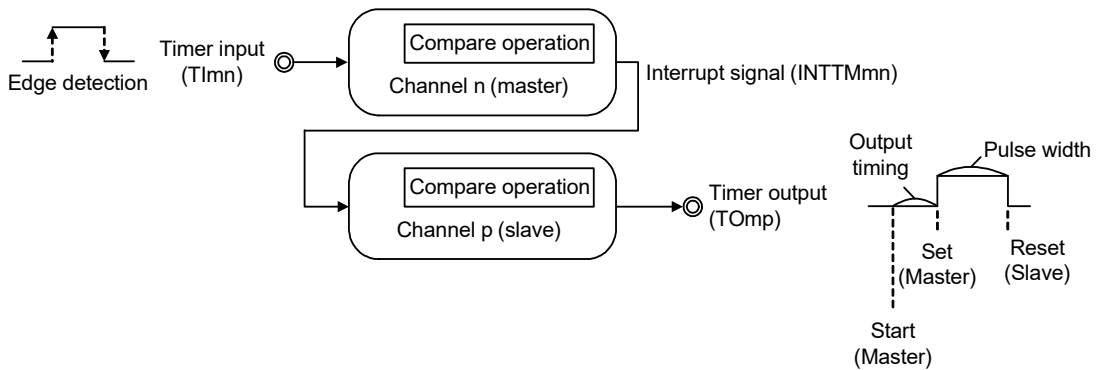 Edge detection
Timer input
(TImn)
Compare operation
Channel n (master)
Interrupt signal (INTTMmn)
Compare operation
Channel p (slave)
Timer output
(TOmp)
Output
timing
Pulse width
Set
(Master)
Reset
(Slave)
Start
(Master)